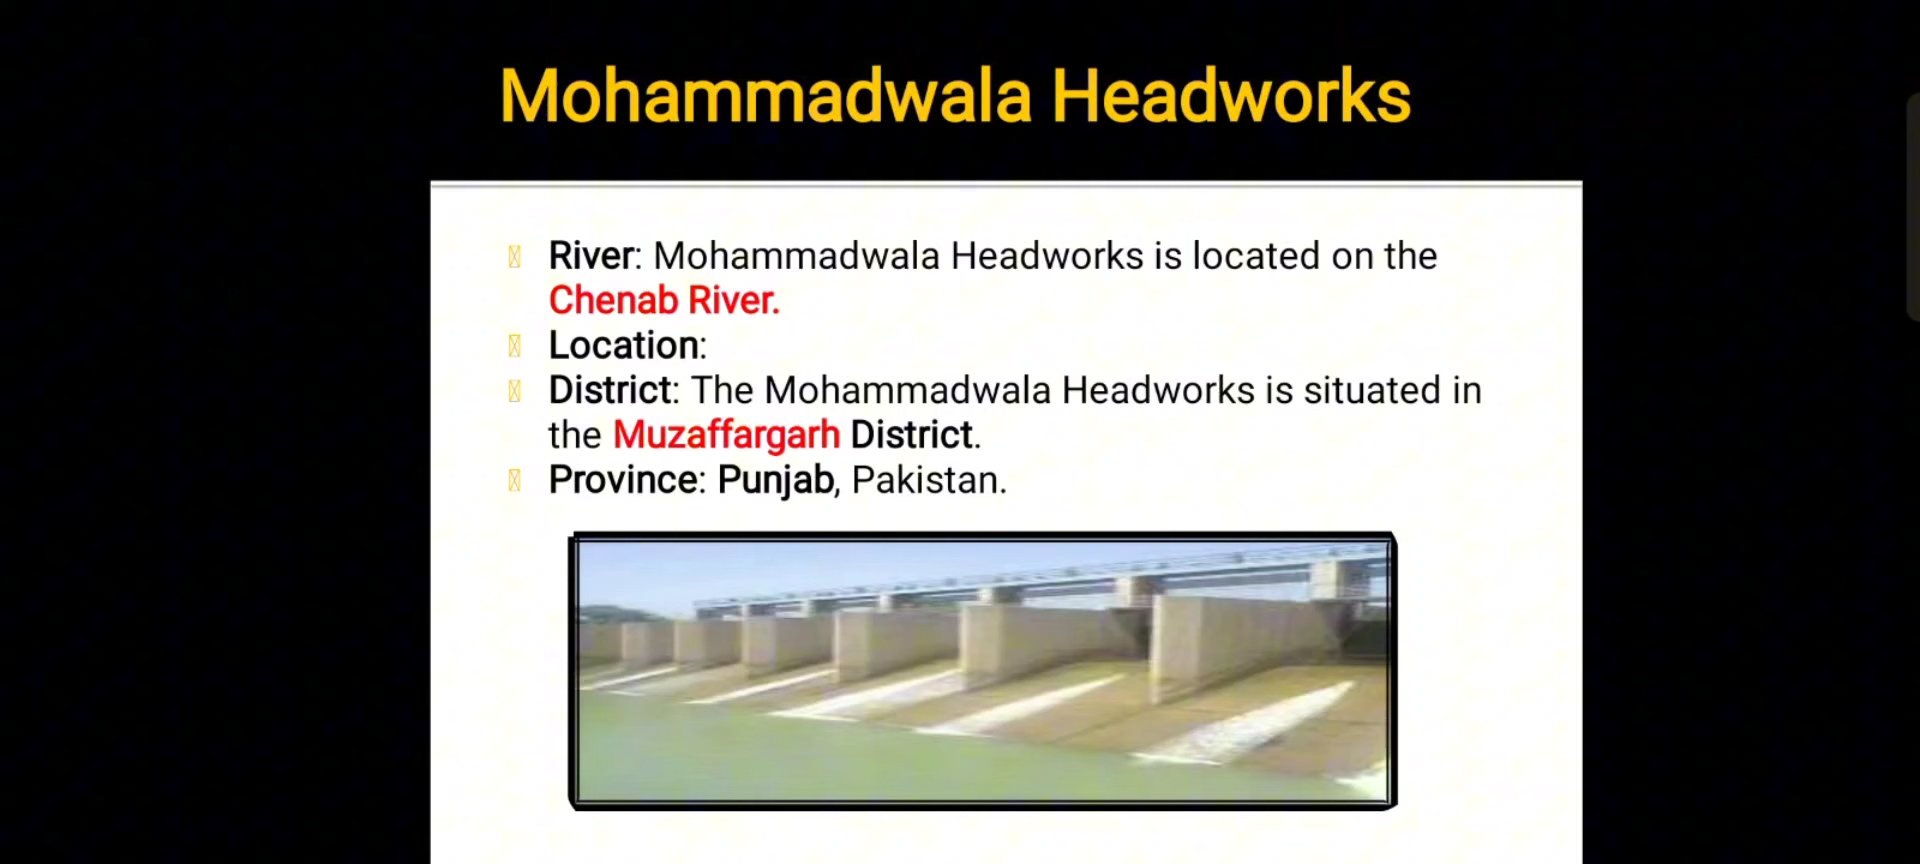 Mohammadwala Headworks
River: Mohammadwala Headworks is located on the
Chenab River.
Location:
District: The Mohammadwala Headworks is situated in
the Muzaffargarh District.
Province: Punjab, Pakistan.